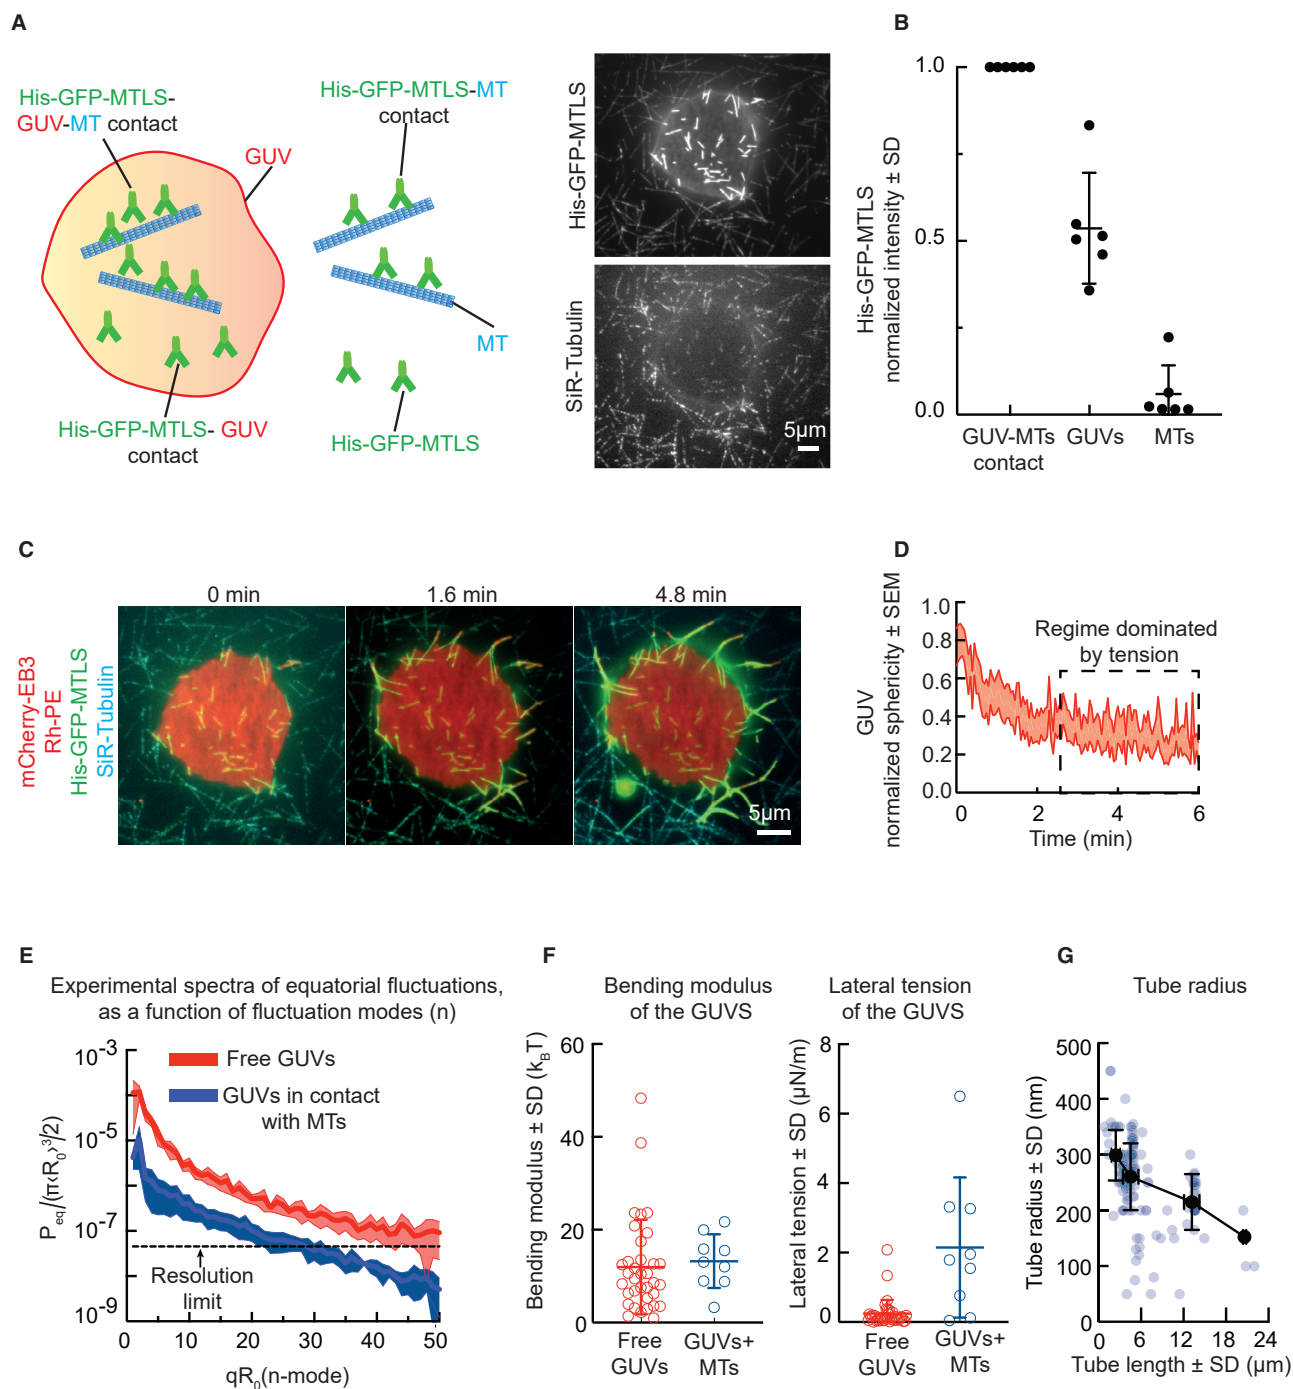 A
His-GFP-MTLS-
GUV-MT contact
GUV
His-GFP-MTLS-MT
contact
MT
His-GFP-MTLS- GUV
contact
His-GFP-MTLS
His-GFP-MTLS
SiR-Tubulin
5µm
B
His-GFP-MTLS
normalized intensity ± SD
1.0
0.5
0.0
GUV-MTs
contact
GUVs
MTs
C
0 min
1.6 min
4.8 min
mCherry-EB3
Rh-PE
His-GFP-MTLS
SiR-Tubulin
5µm
D
GUV
normalized sphericity ± SEM
1.0
0.8
0.6
0.4
0.2
0.0
Regime dominated
by tension
0 2 4 6
Time (min)
E
Experimental spectra of equatorial fluctuations,
as a function of fluctuation modes (n)
P_eq/(π‹R_0›³/2)
10⁻³
10⁻⁵
10⁻⁷
10⁻⁹
Free GUVs
GUVs in contact
with MTs
Resolution
limit
0 10 20 30 40 50
qR₀(n-mode)
F
Bending modulus
of the GUVS
Bending modulus ± SD (k_BT)
60
40
20
0
Free
GUVs
GUVs+
MTs
Lateral tension
of the GUVS
Lateral tension ± SD (µN/m)
8
6
4
2
0
Free
GUVs
GUVs+
MTs
G
Tube radius
Tube radius ± SD (nm)
500
400
300
200
100
0
0 6 12 18 24
Tube length ± SD (µm)